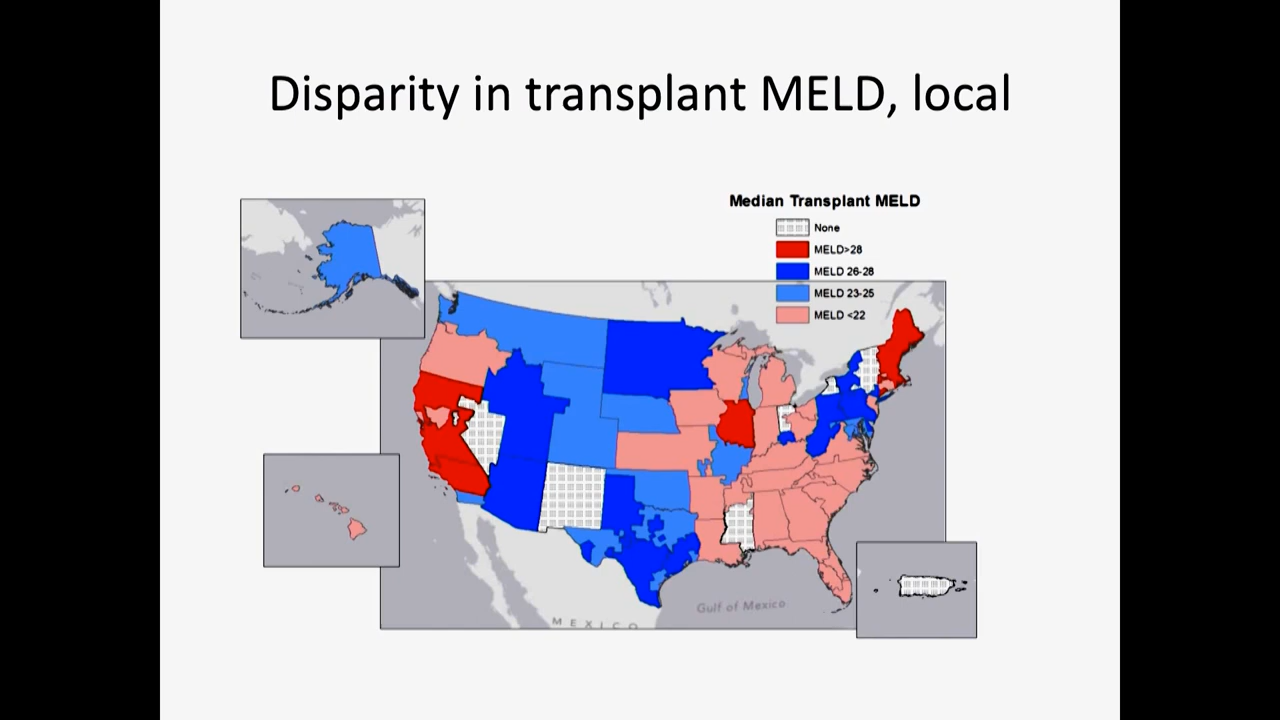 Disparity in transplant MELD, local
Median Transplant MELD
None
MELD>28
MELD 26-28
MELD 23-25
MELD <22
Gulf of Mexico
MEXICO